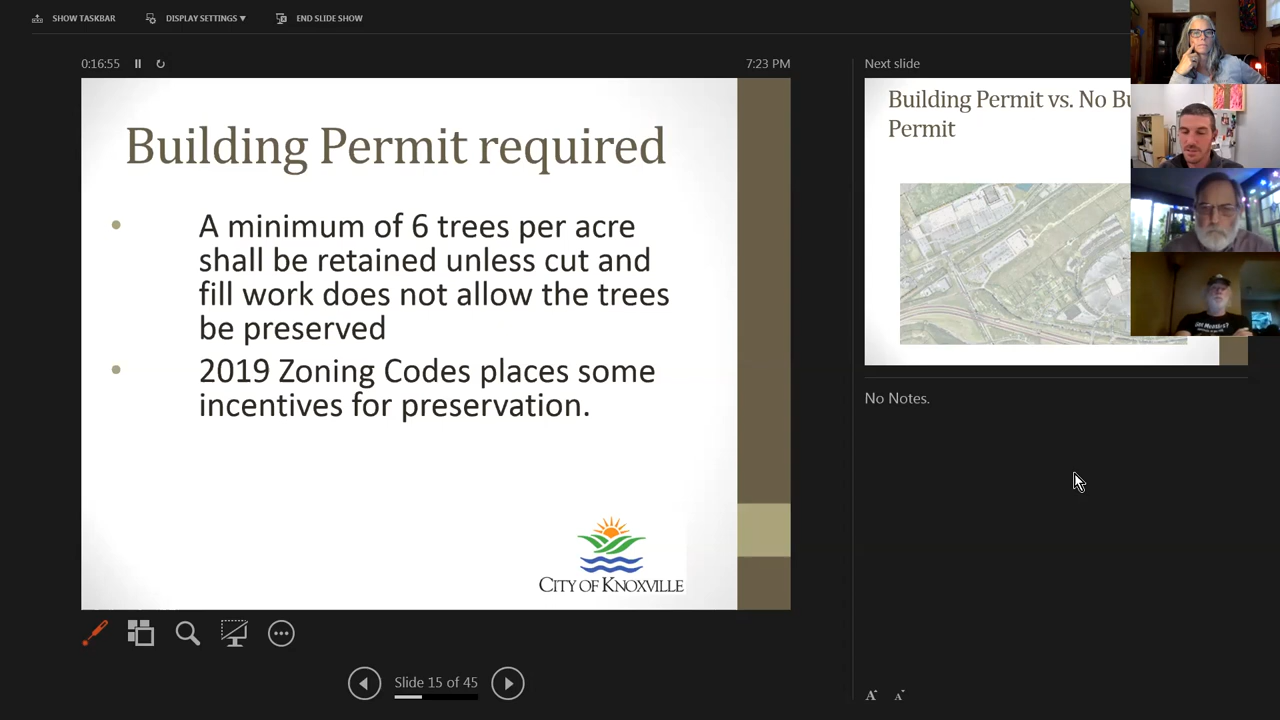 SHOW TASKBAR DISPLAY SETTINGS ▾ END SLIDE SHOW
0:16:55 7:23 PM
Building Permit required
• A minimum of 6 trees per acre
shall be retained unless cut and
fill work does not allow the trees
be preserved
• 2019 Zoning Codes places some
incentives for preservation.
CITY OF KNOXVILLE
Slide 15 of 45
Next slide
Building Permit vs. No Bu
Permit
No Notes.
A A